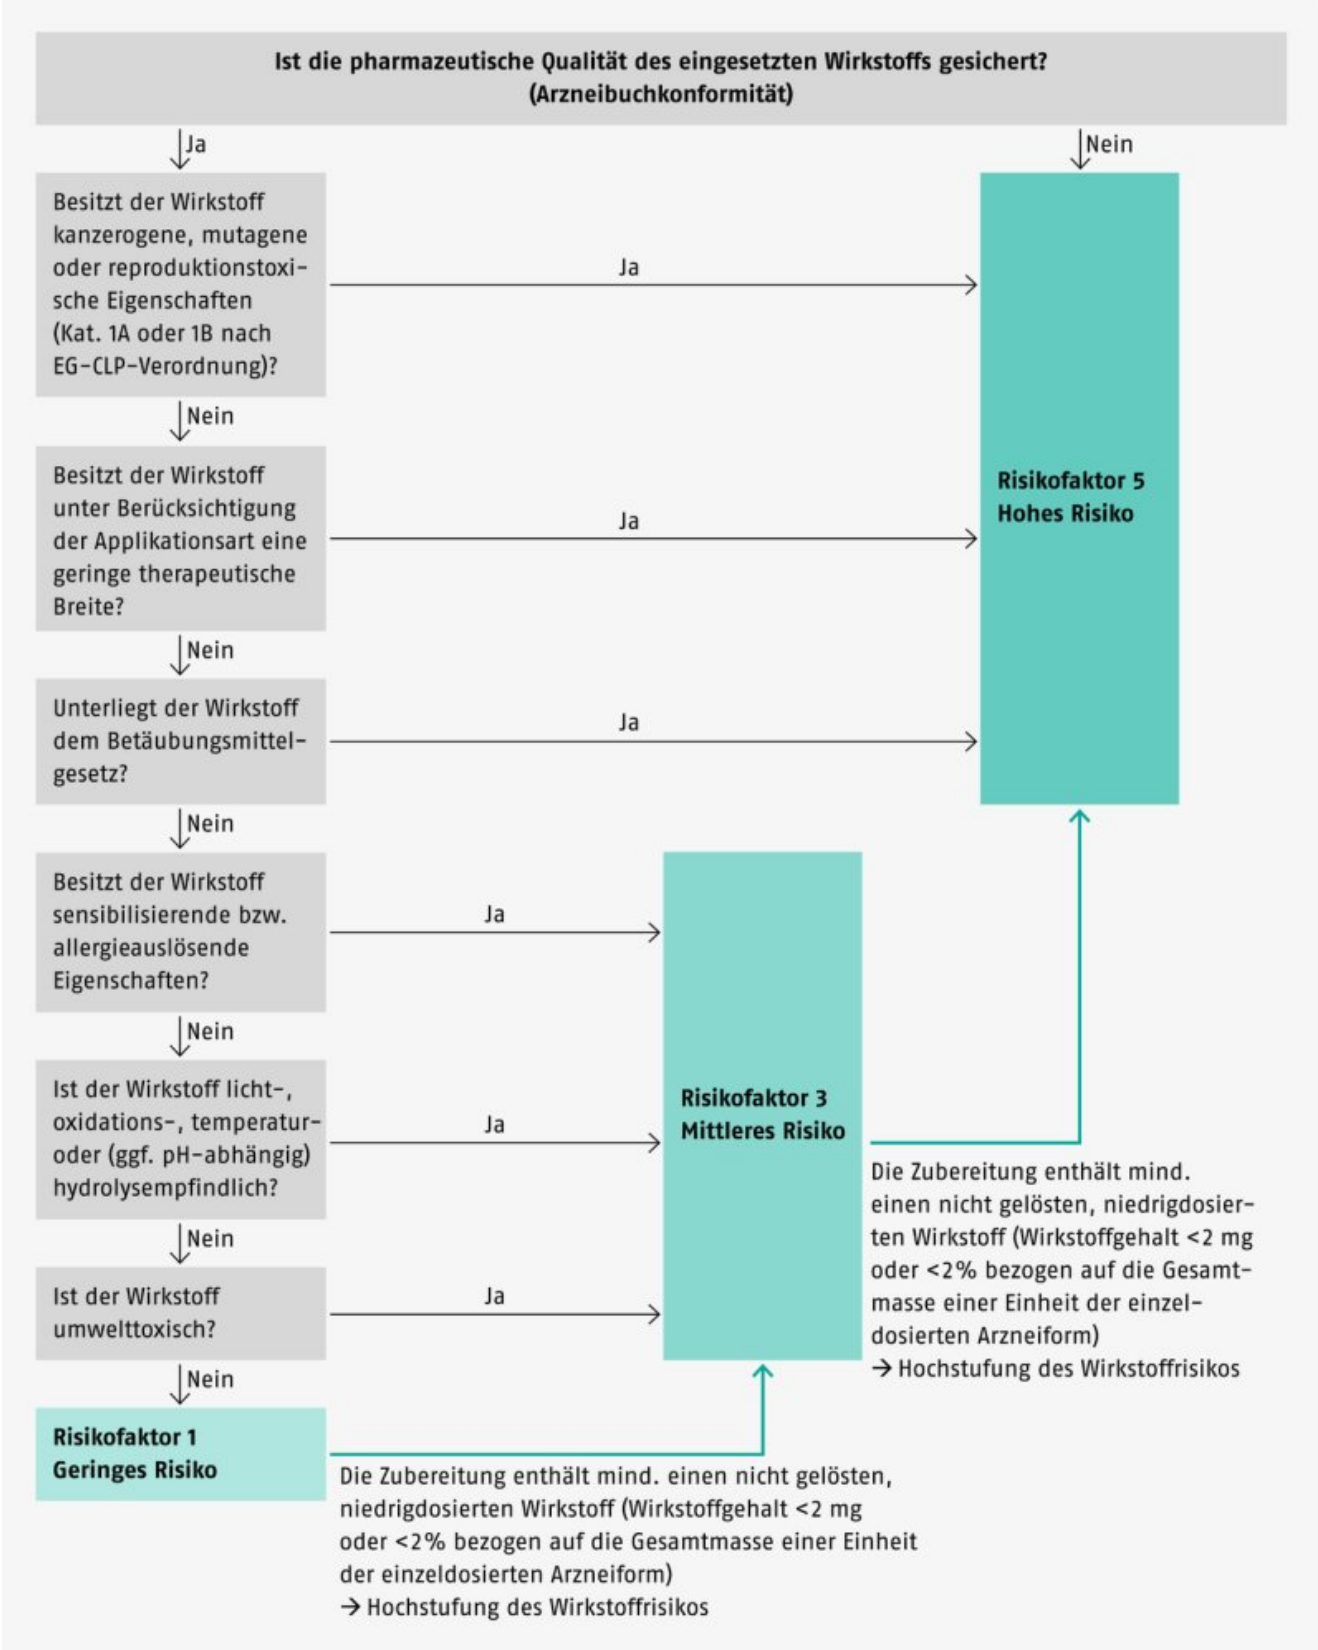 Ist die pharmazeutische Qualität des eingesetzten Wirkstoffs gesichert?
(Arzneibuchkonformität)
Ja
Nein
Besitzt der Wirkstoff
kanzerogene, mutagene
oder reproduktionstoxi-
sche Eigenschaften
(Kat. 1A oder 1B nach
EG-CLP-Verordnung)?
Ja
Nein
Besitzt der Wirkstoff
unter Berücksichtigung
der Applikationsart eine
geringe therapeutische
Breite?
Ja
Risikofaktor 5
Hohes Risiko
Nein
Unterliegt der Wirkstoff
dem Betäubungsmittel-
gesetz?
Ja
Nein
Besitzt der Wirkstoff
sensibilisierende bzw.
allergieauslösende
Eigenschaften?
Ja
Nein
Ist der Wirkstoff licht-,
oxidations-, temperatur-
oder (ggf. pH-abhängig)
hydrolysempfindlich?
Ja
Risikofaktor 3
Mittleres Risiko
Die Zubereitung enthält mind.
einen nicht gelösten, niedrigdosier-
ten Wirkstoff (Wirkstoffgehalt <2 mg
oder <2% bezogen auf die Gesamt-
masse einer Einheit der einzel-
dosierten Arzneiform)
→ Hochstufung des Wirkstoffrisikos
Nein
Ist der Wirkstoff
umwelttoxisch?
Ja
Nein
Risikofaktor 1
Geringes Risiko
Die Zubereitung enthält mind. einen nicht gelösten,
niedrigdosierten Wirkstoff (Wirkstoffgehalt <2 mg
oder <2% bezogen auf die Gesamtmasse einer Einheit
der einzeldosierten Arzneiform)
→ Hochstufung des Wirkstoffrisikos